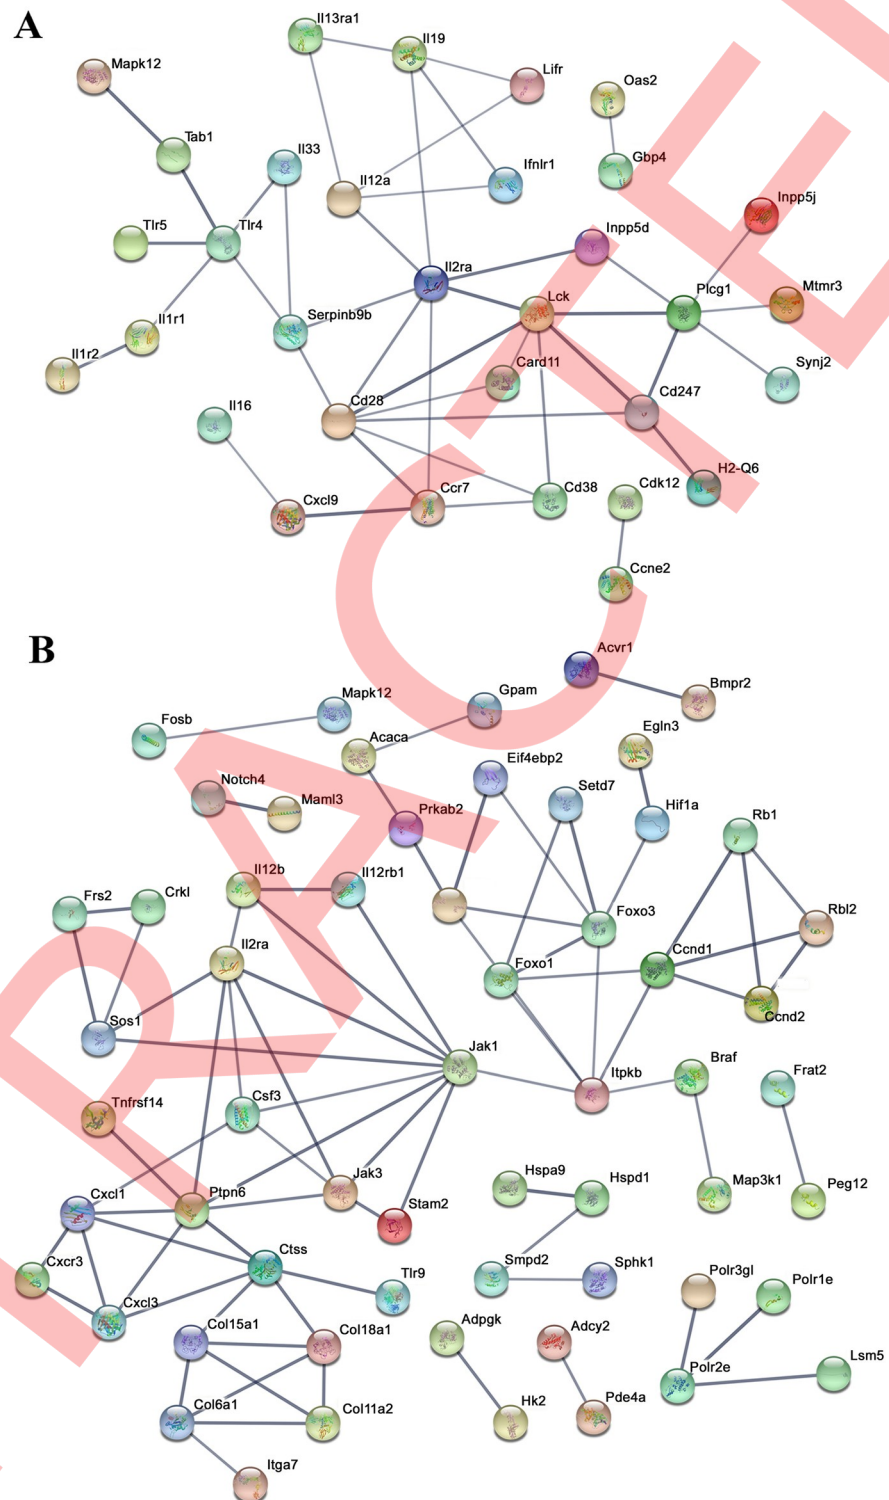 A
Il13ra1
Il19
Mapk12
Lifr
Oas2
Tab1
Il33
Il12a
Ifnlr1
Gbp4
Tlr5
Tlr4
Inpp5d
Inpp5j
Il2ra
Lck
Plcg1
Mtmr3
Il1r1
Serpinb9b
Il1r2
Card11
Synj2
Il16
Cd28
Cd247
H2-Q6
Cxcl9
Ccr7
Cd38
Cdk12
Ccne2
B
Acvr1
Bmpr2
Fosb
Mapk12
Gpam
Acaca
Egln3
Notch4
Maml3
Prkab2
Eif4ebp2
Setd7
Hif1a
Rb1
Il12b
Il12rb1
Frs2
Crkl
Foxo3
Rbl2
Il2ra
Foxo1
Ccnd1
Ccnd2
Sos1
Jak1
Itpkb
Braf
Frat2
Tnfrsf14
Csf3
Hspa9
Hspd1
Map3k1
Peg12
Cxcl1
Ptpn6
Jak3
Stam2
Cxcr3
Ctss
Smpd2
Sphk1
Cxcl3
Tlr9
Polr3gl
Polr1e
Col15a1
Col18a1
Adpgk
Adcy2
Polr2e
Lsm5
Col6a1
Col11a2
Hk2
Pde4a
Itga7
RETRACTED